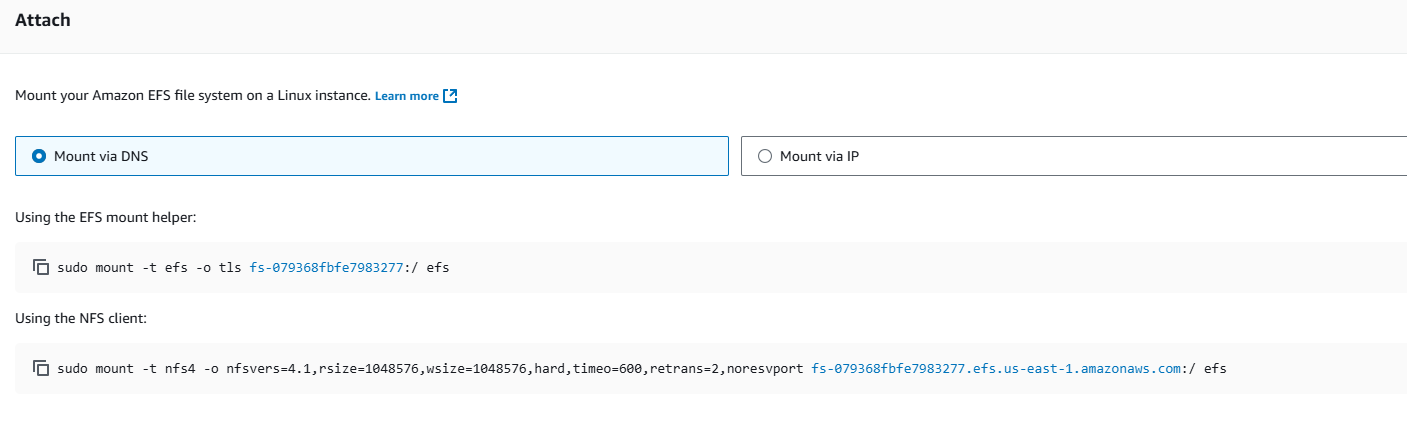 Attach
Mount your Amazon EFS file system on a Linux instance. Learn more
Mount via DNS
Mount via IP
Using the EFS mount helper:
sudo mount -t efs -o tls fs-079368fbfe7983277:/ efs
Using the NFS client:
sudo mount -t nfs4 -o nfsvers=4.1,rsize=1048576,wsize=1048576,hard,timeo=600,retrans=2,noresvport fs-079368fbfe7983277.efs.us-east-1.amazonaws.com:/ efs